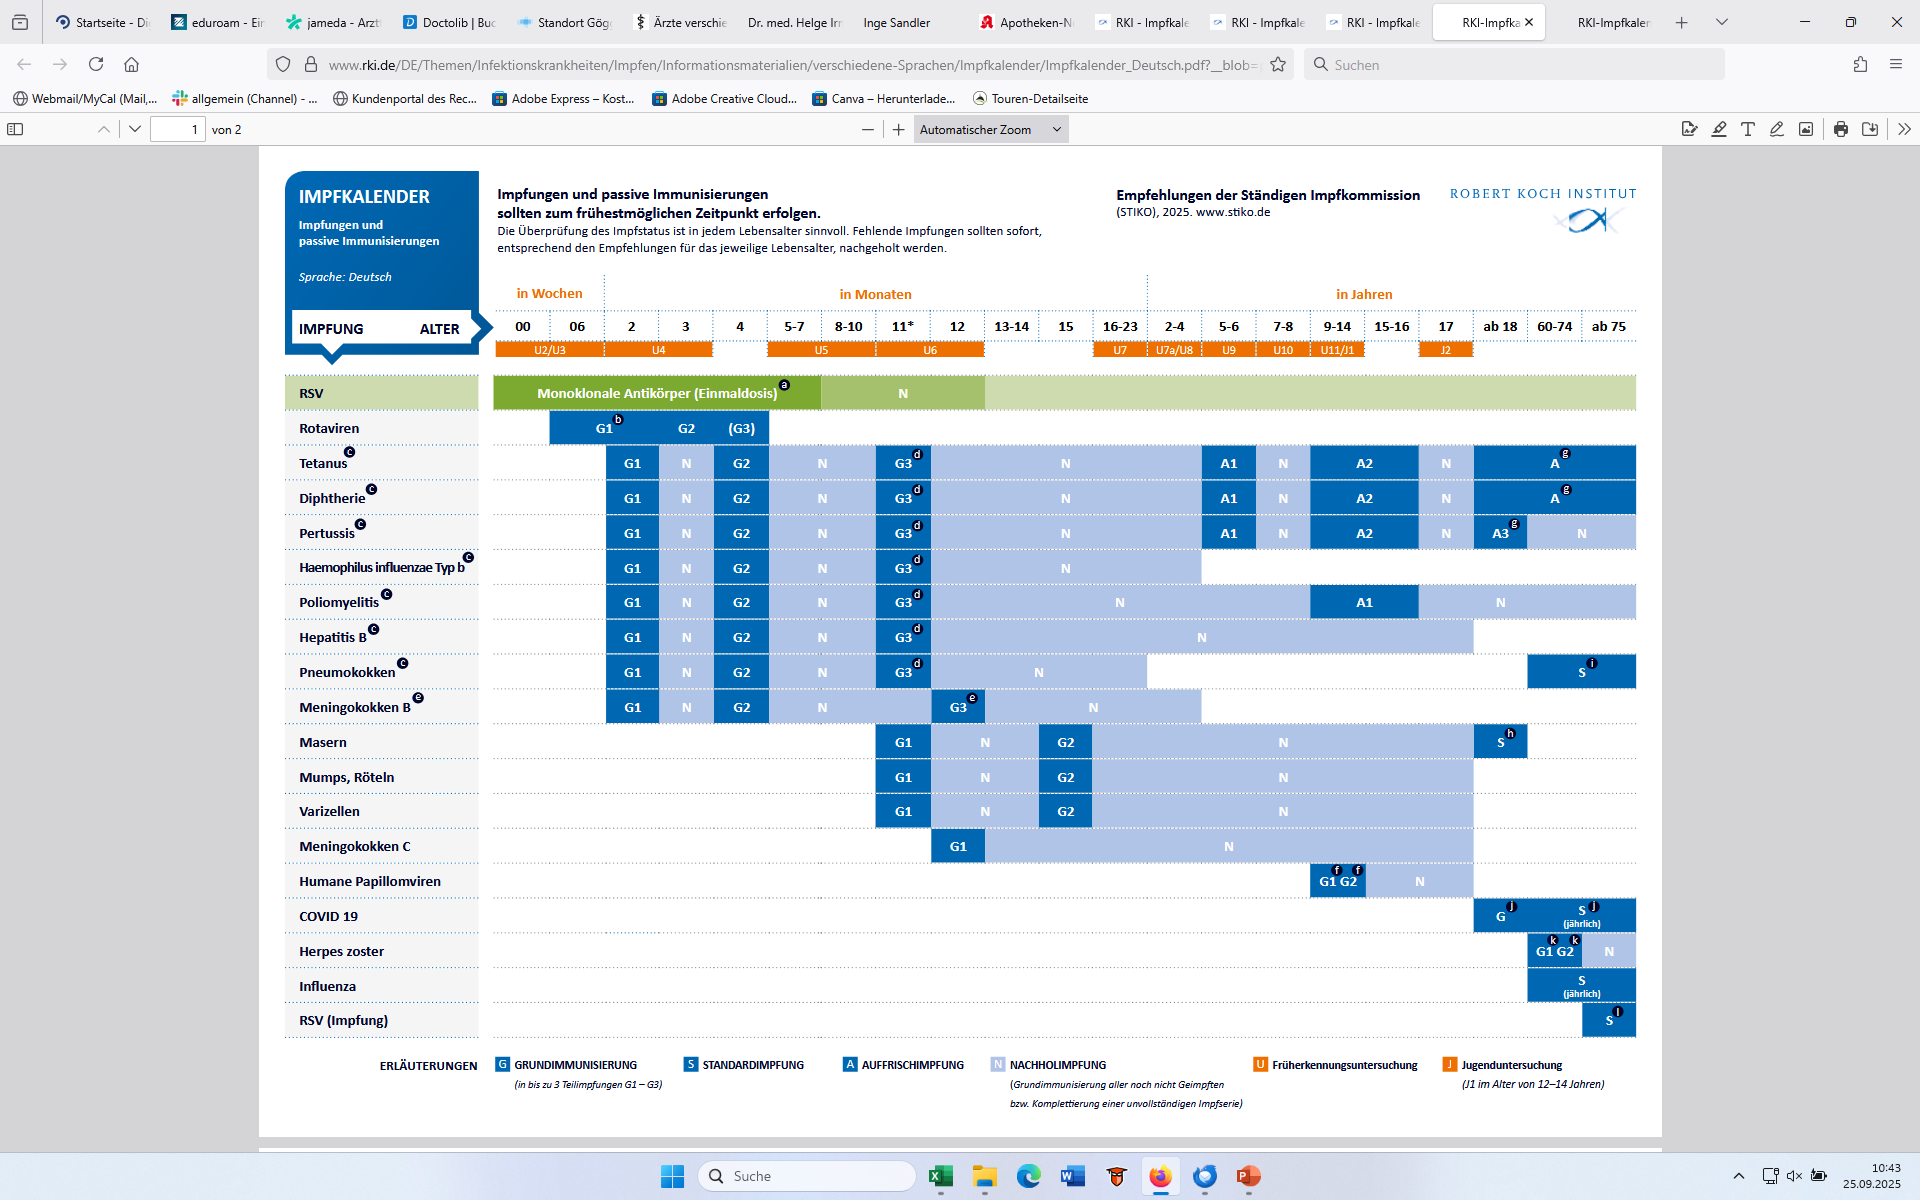 Startseite - Di
eduroam - Ein
jameda - Arzt
Doctolib | Buc
Standort Gög
Ärzte verschie
Dr. med. Helge Irr
Inge Sandler
Apotheken-N
RKI - Impfkale
RKI - Impfkale
RKI - Impfkale
RKI-Impfka
RKI-Impfkalen
www.rki.de/DE/Themen/Infektionskrankheiten/Impfen/Informationsmaterialien/verschiedene-Sprachen/Impfkalender/Impfkalender_Deutsch.pdf?__blob=
Suchen
Webmail/MyCal (Mail,...
allgemein (Channel) - ...
Kundenportal des Rec...
Adobe Express – Kost...
Adobe Creative Cloud...
Canva – Herunterlade...
Touren-Detailseite
1 von 2
Automatischer Zoom
IMPFKALENDER
Impfungen und
passive Immunisierungen
Sprache: Deutsch
Impfungen und passive Immunisierungen
sollten zum frühestmöglichen Zeitpunkt erfolgen.
Die Überprüfung des Impfstatus ist in jedem Lebensalter sinnvoll. Fehlende Impfungen sollten sofort,
entsprechend den Empfehlungen für das jeweilige Lebensalter, nachgeholt werden.
Empfehlungen der Ständigen Impfkommission
(STIKO), 2025. www.stiko.de
ROBERT KOCH INSTITUT
in Wochen in Monaten in Jahren
IMPFUNG ALTER 00 06 2 3 4 5-7 8-10 11* 12 13-14 15 16-23 2-4 5-6 7-8 9-14 15-16 17 ab 18 60-74 ab 75
U2/U3 U4 U5 U6 U7 U7a/U8 U9 U10 U11/J1 J2
RSV Monoklonale Antikörper (Einmaldosis) a N
Rotaviren G1 b G2 (G3)
Tetanus c G1 N G2 N G3 d N A1 N A2 N A g
Diphtherie c G1 N G2 N G3 d N A1 N A2 N A g
Pertussis c G1 N G2 N G3 d N A1 N A2 N A3 g N
Haemophilus influenzae Typ b c G1 N G2 N G3 d N
Poliomyelitis c G1 N G2 N G3 d N A1 N
Hepatitis B c G1 N G2 N G3 d N
Pneumokokken c G1 N G2 N G3 d N S i
Meningokokken B e G1 N G2 N G3 e N
Masern G1 N G2 N S h
Mumps, Röteln G1 N G2 N
Varizellen G1 N G2 N
Meningokokken C G1 N
Humane Papillomviren G1 f G2 f N
COVID 19 G j S j
(jährlich)
Herpes zoster G1 k G2 k N
Influenza S
(jährlich)
RSV (Impfung) S l
ERLÄUTERUNGEN G GRUNDIMMUNISIERUNG S STANDARDIMPFUNG A AUFFRISCHIMPFUNG N NACHHOLIMPFUNG U Früherkennungsuntersuchung J Jugenduntersuchung
(in bis zu 3 Teilimpfungen G1 – G3) (Grundimmunisierung aller noch nicht Geimpften (J1 im Alter von 12–14 Jahren)
bzw. Komplettierung einer unvollständigen Impfserie)
Suche
10:43
25.09.2025